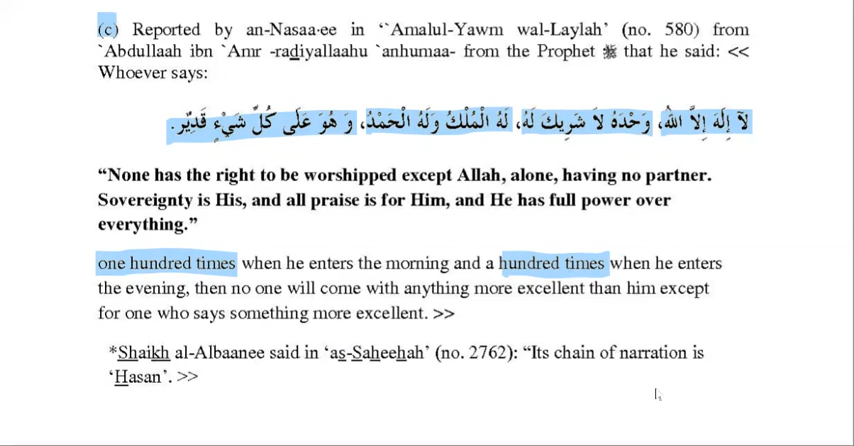 (c) Reported by an-Nasaa·ee in ‘`Amalul-Yawm wal-Laylah’ (no. 580) from
`Abdullaah ibn `Amr -radiyallaahu `anhumaa- from the Prophet ﷺ that he said: <<
Whoever says:
لآ إِلَهَ إِلاَّ اللهُ، وَحْدَهُ لاَ شَرِيكَ لَهُ، لَهُ الْمُلْكُ وَلَهُ الْحَمْدُ، وَ هُوَ عَلَى كُلِّ شَيْءٍ قَدِيْر.
“None has the right to be worshipped except Allah, alone, having no partner.
Sovereignty is His, and all praise is for Him, and He has full power over
everything.”
one hundred times when he enters the morning and a hundred times when he enters
the evening, then no one will come with anything more excellent than him except
for one who says something more excellent. >>
*Shaikh al-Albaanee said in ‘as-Saheehah’ (no. 2762): “Its chain of narration is
‘Hasan’. >>